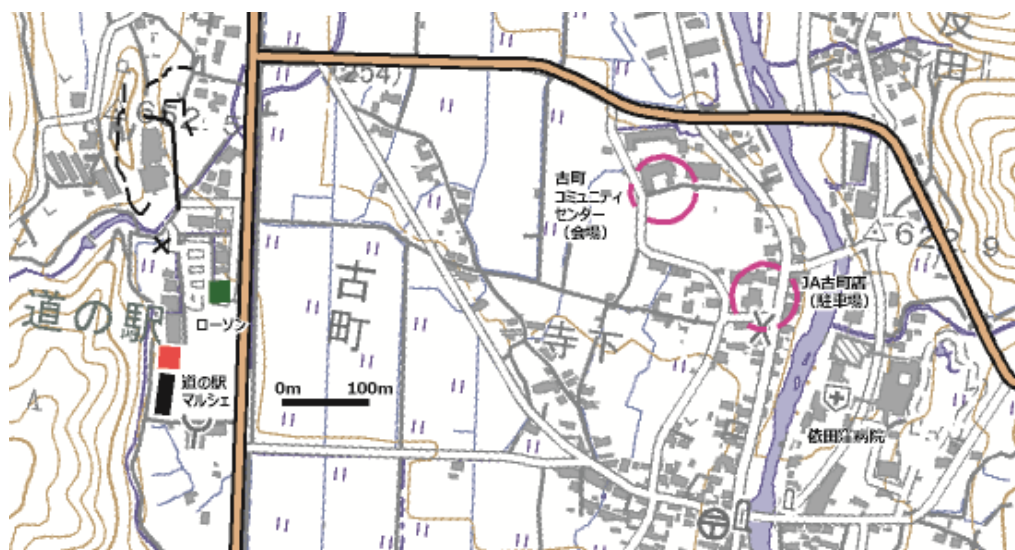 (254)
652
反
田
古町
コミュニティ
センター
(会場)
622.9
JA古町店
(駐車場)
道の駅
ローソン
古町
寺下
道の駅
マルシェ
0m 100m
依田窪病院